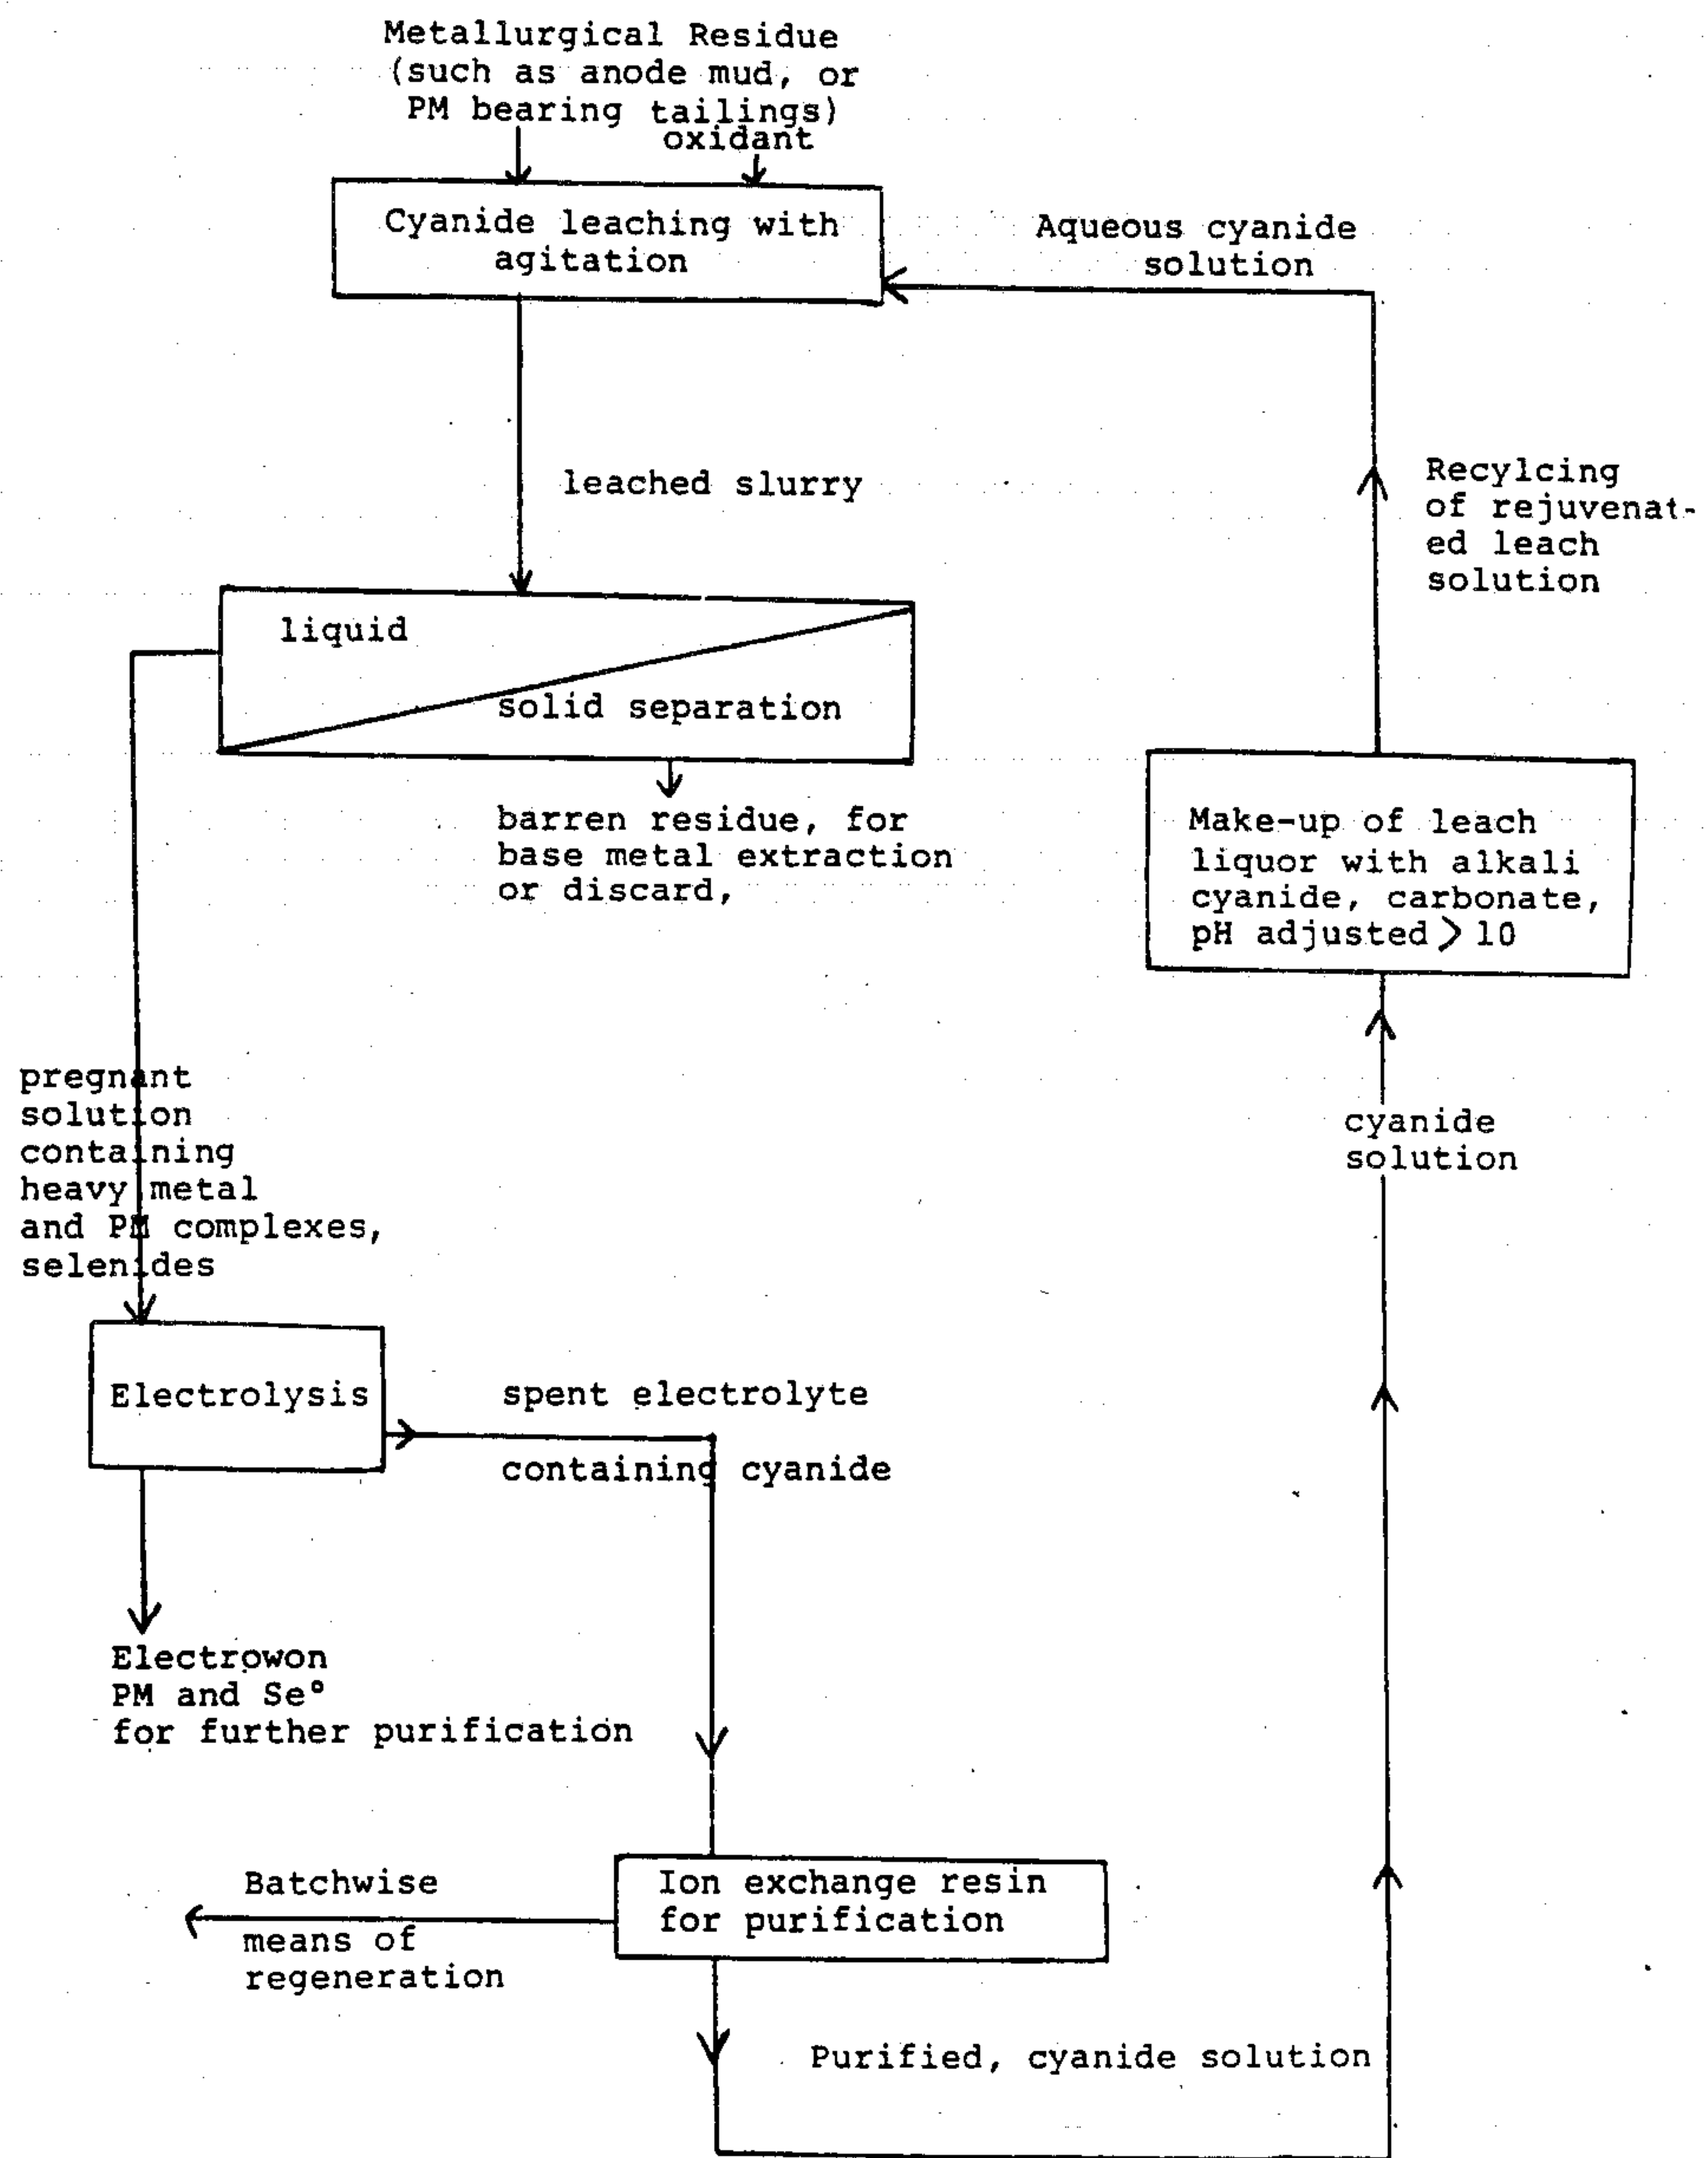 Metallurgical Residue
(such as anode mud, or
PM bearing tailings)
oxidant
Cyanide leaching with
agitation
Aqueous cyanide
solution
leached slurry
Recylcing
of rejuvenat-
ed leach
solution
liquid
solid separation
barren residue, for
base metal extraction
or discard,
Make-up of leach
liquor with alkali
cyanide, carbonate,
pH adjusted > 10
pregnant
solution
containing
heavy metal
and PM complexes,
selenides
cyanide
solution
Electrolysis
spent electrolyte
containing cyanide
Electrowon
PM and Se°
for further purification
Ion exchange resin
for purification
Batchwise
means of
regeneration
Purified, cyanide solution